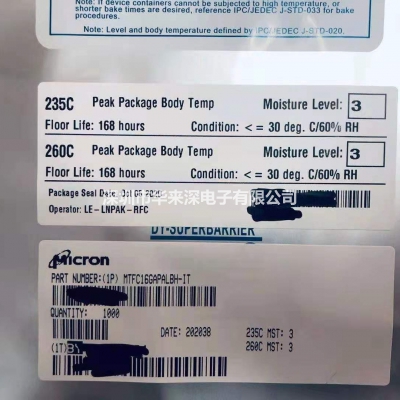 more. If device containers cannot be subjected to high temperature, or
shorter bake times are desired, reference IPC/JEDEC J-STD-033 for bake
procedures.
Note: Level and body temperature defined by IPC/JEDEC J-STD-020.
235C Peak Package Body Temp Moisture Level: 3
Floor Life: 168 hours Condition: <= 30 deg. C/60% RH
260C Peak Package Body Temp Moisture Level: 3
Floor Life: 168 hours Condition: <= 30 deg. C/60% RH
深圳市华来深电子有限公司
Package Seal Date: Oct
Operator: LE-LNPAK-RFC
DT-SUPERBARRIER
Micron
PART NUMBER:(1P) MTFC16GAPALBH-IT
QUANTITY: 1000
DATE: 202038 235C MST: 3
260C MST: 3
(1T)